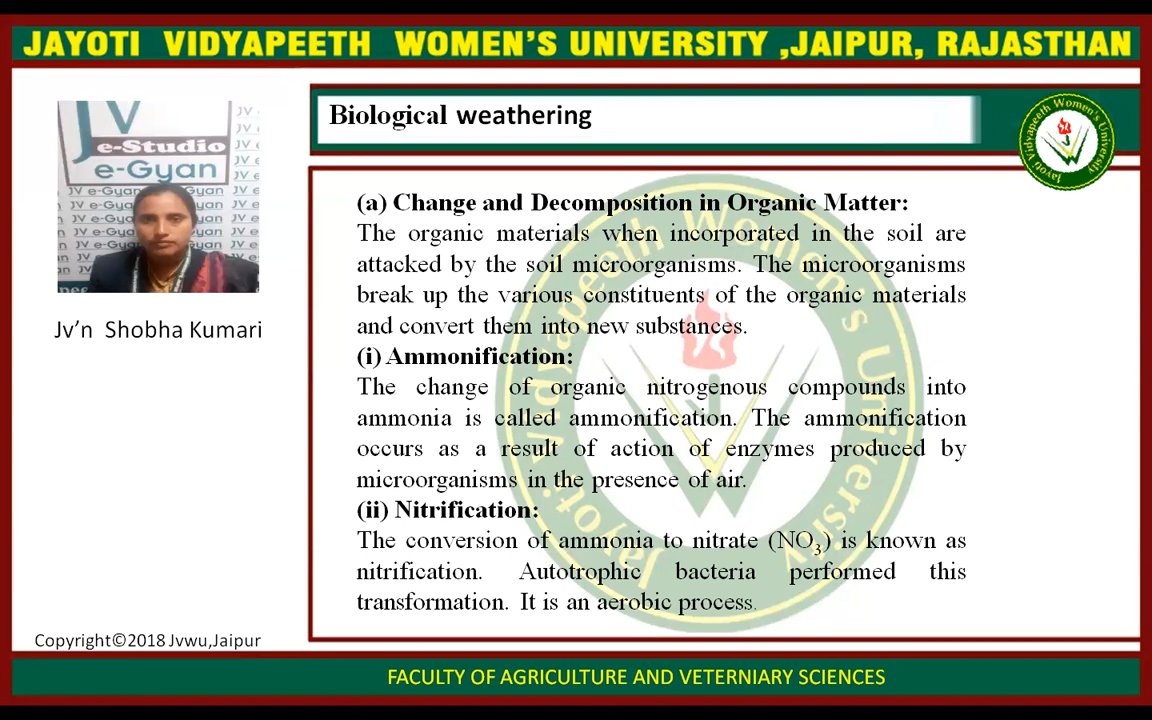 JAYOTI VIDYAPEETH WOMEN'S UNIVERSITY ,JAIPUR, RAJASTHAN
Biological weathering
JV
e-Studio
e-Gyan
Jv'n Shobha Kumari
Jayoti Vidyapeeth Women's University
(a) Change and Decomposition in Organic Matter:
The organic materials when incorporated in the soil are
attacked by the soil microorganisms. The microorganisms
break up the various constituents of the organic materials
and convert them into new substances.
(i) Ammonification:
The change of organic nitrogenous compounds into
ammonia is called ammonification. The ammonification
occurs as a result of action of enzymes produced by
microorganisms in the presence of air.
(ii) Nitrification:
The conversion of ammonia to nitrate (NO3) is known as
nitrification. Autotrophic bacteria performed this
transformation. It is an aerobic process.
Copyright©2018 Jvwu,Jaipur
FACULTY OF AGRICULTURE AND VETERNIARY SCIENCES